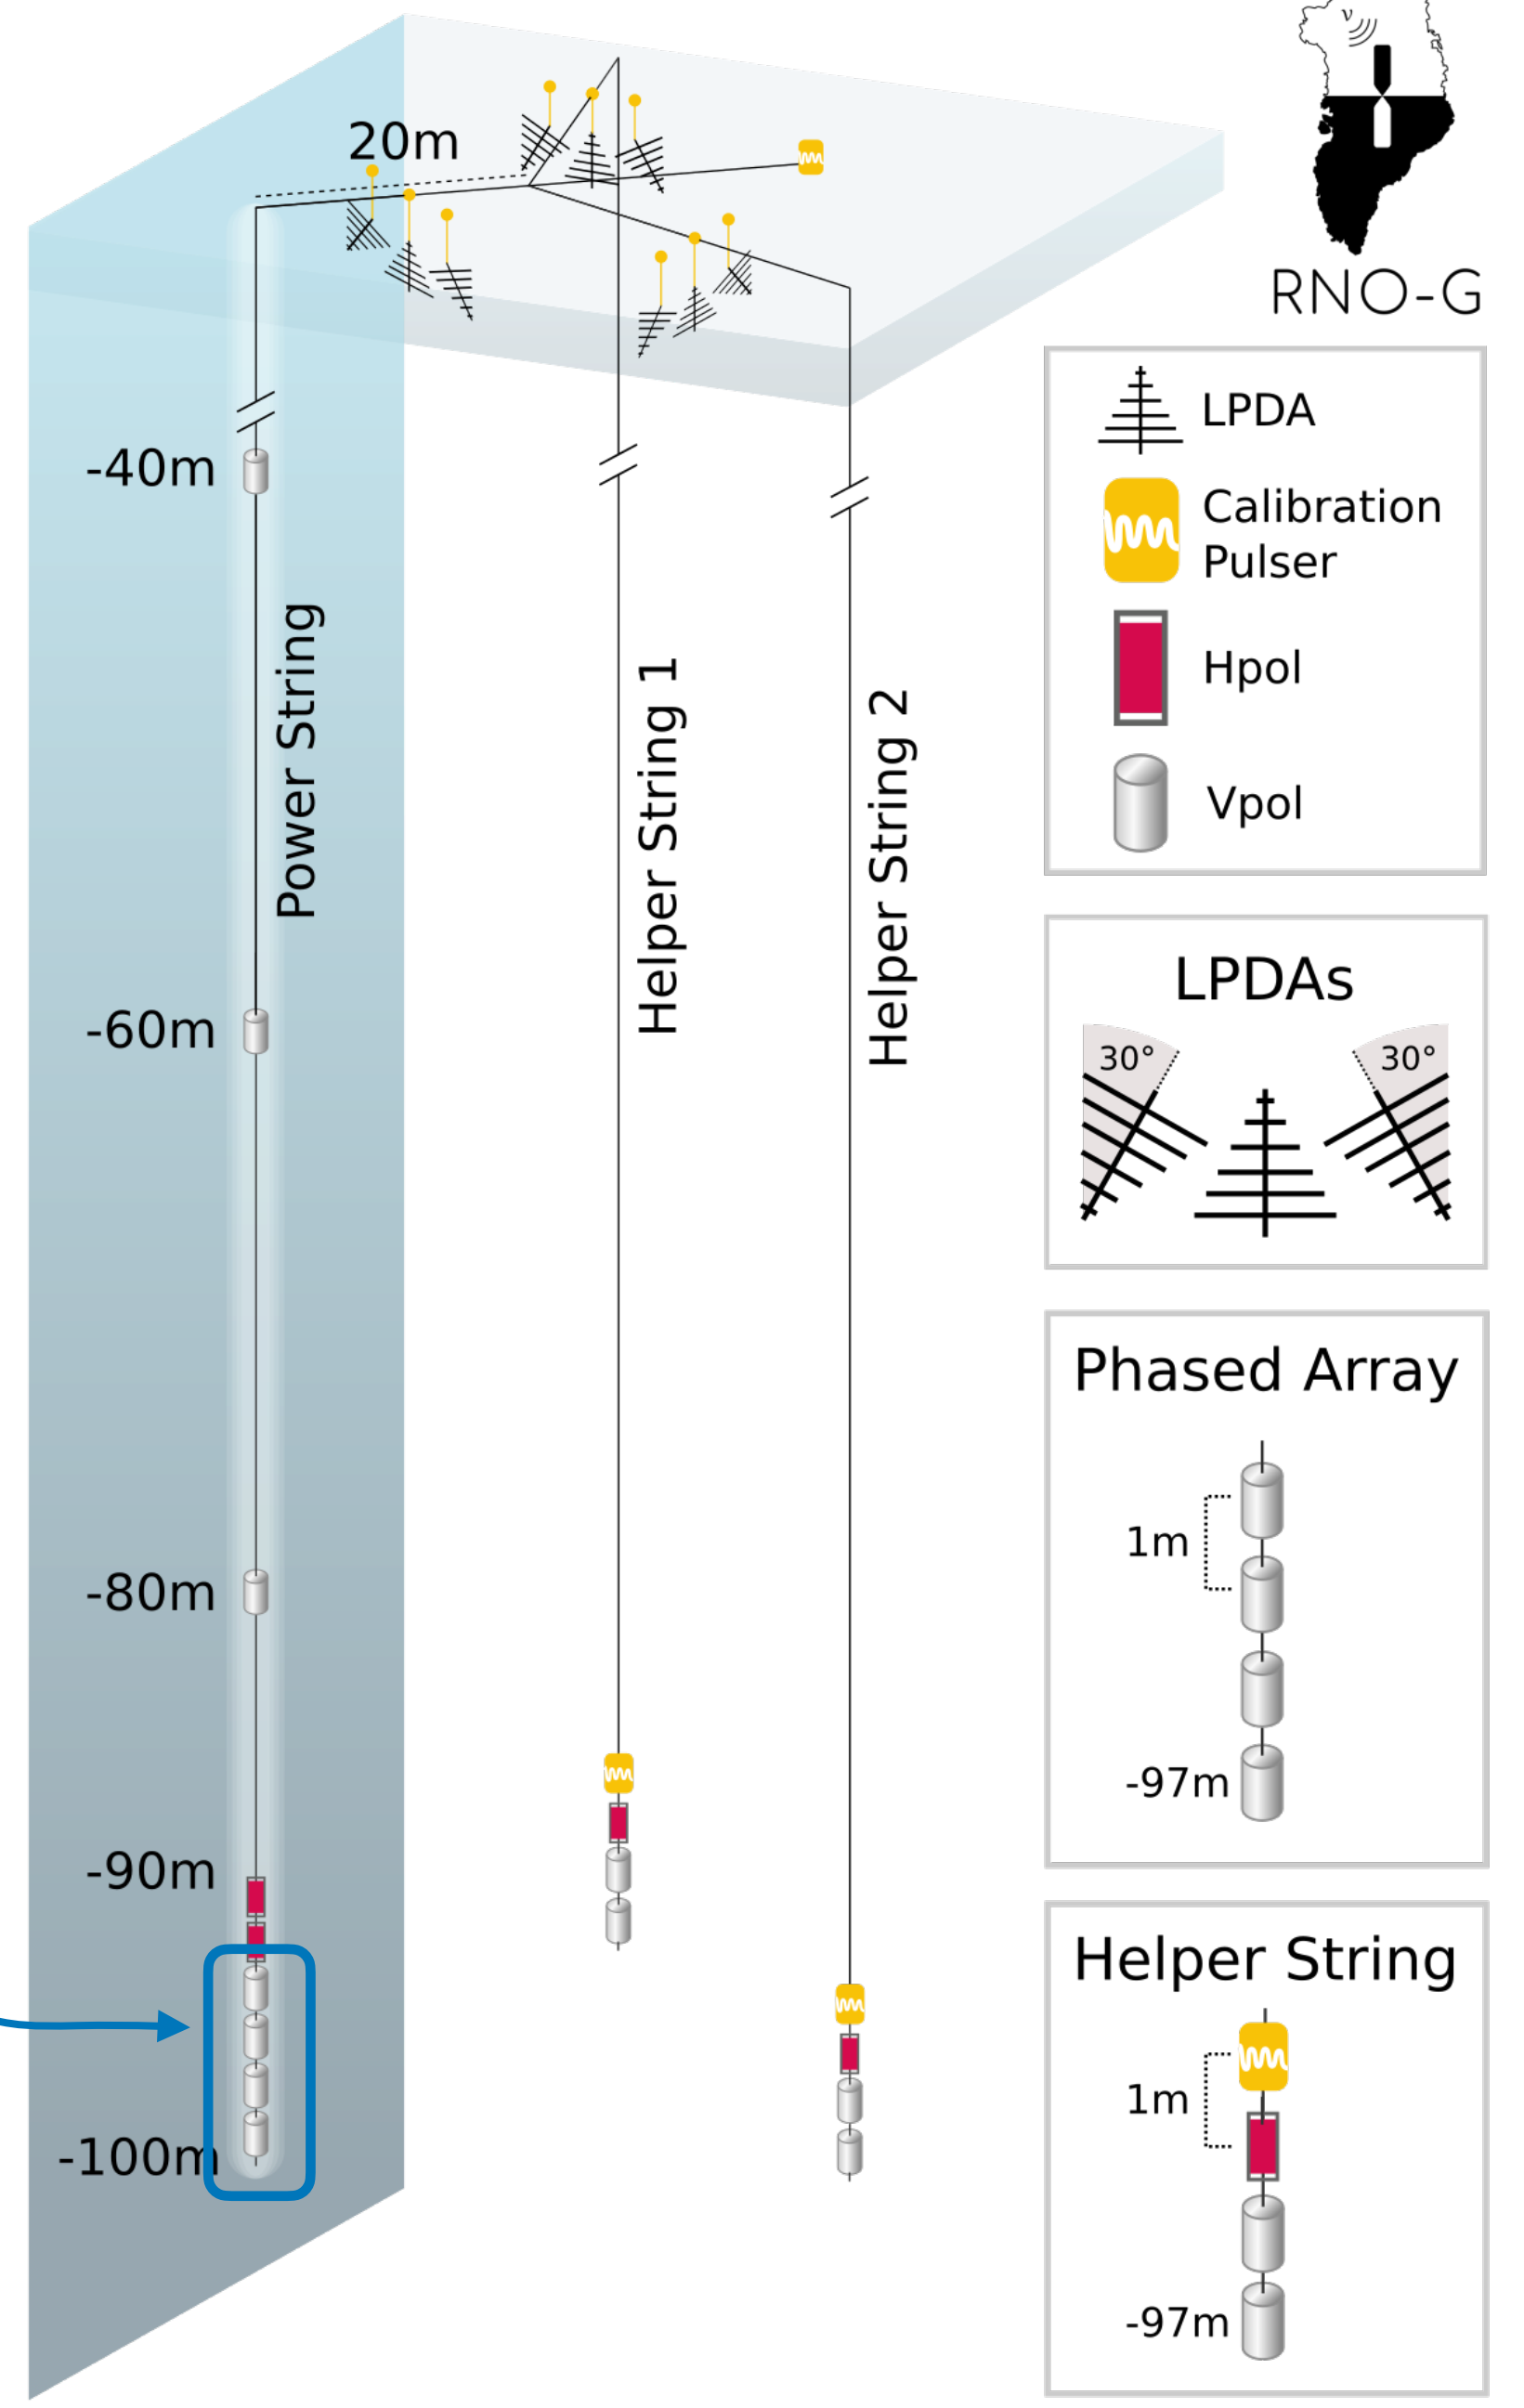 ν
RNO-G
20m
-40m
-60m
-80m
-90m
-100m
Power String
Helper String 1
Helper String 2
LPDA
Calibration
Pulser
Hpol
Vpol
LPDAs
30°
30°
Phased Array
1m
-97m
Helper String
1m
-97m